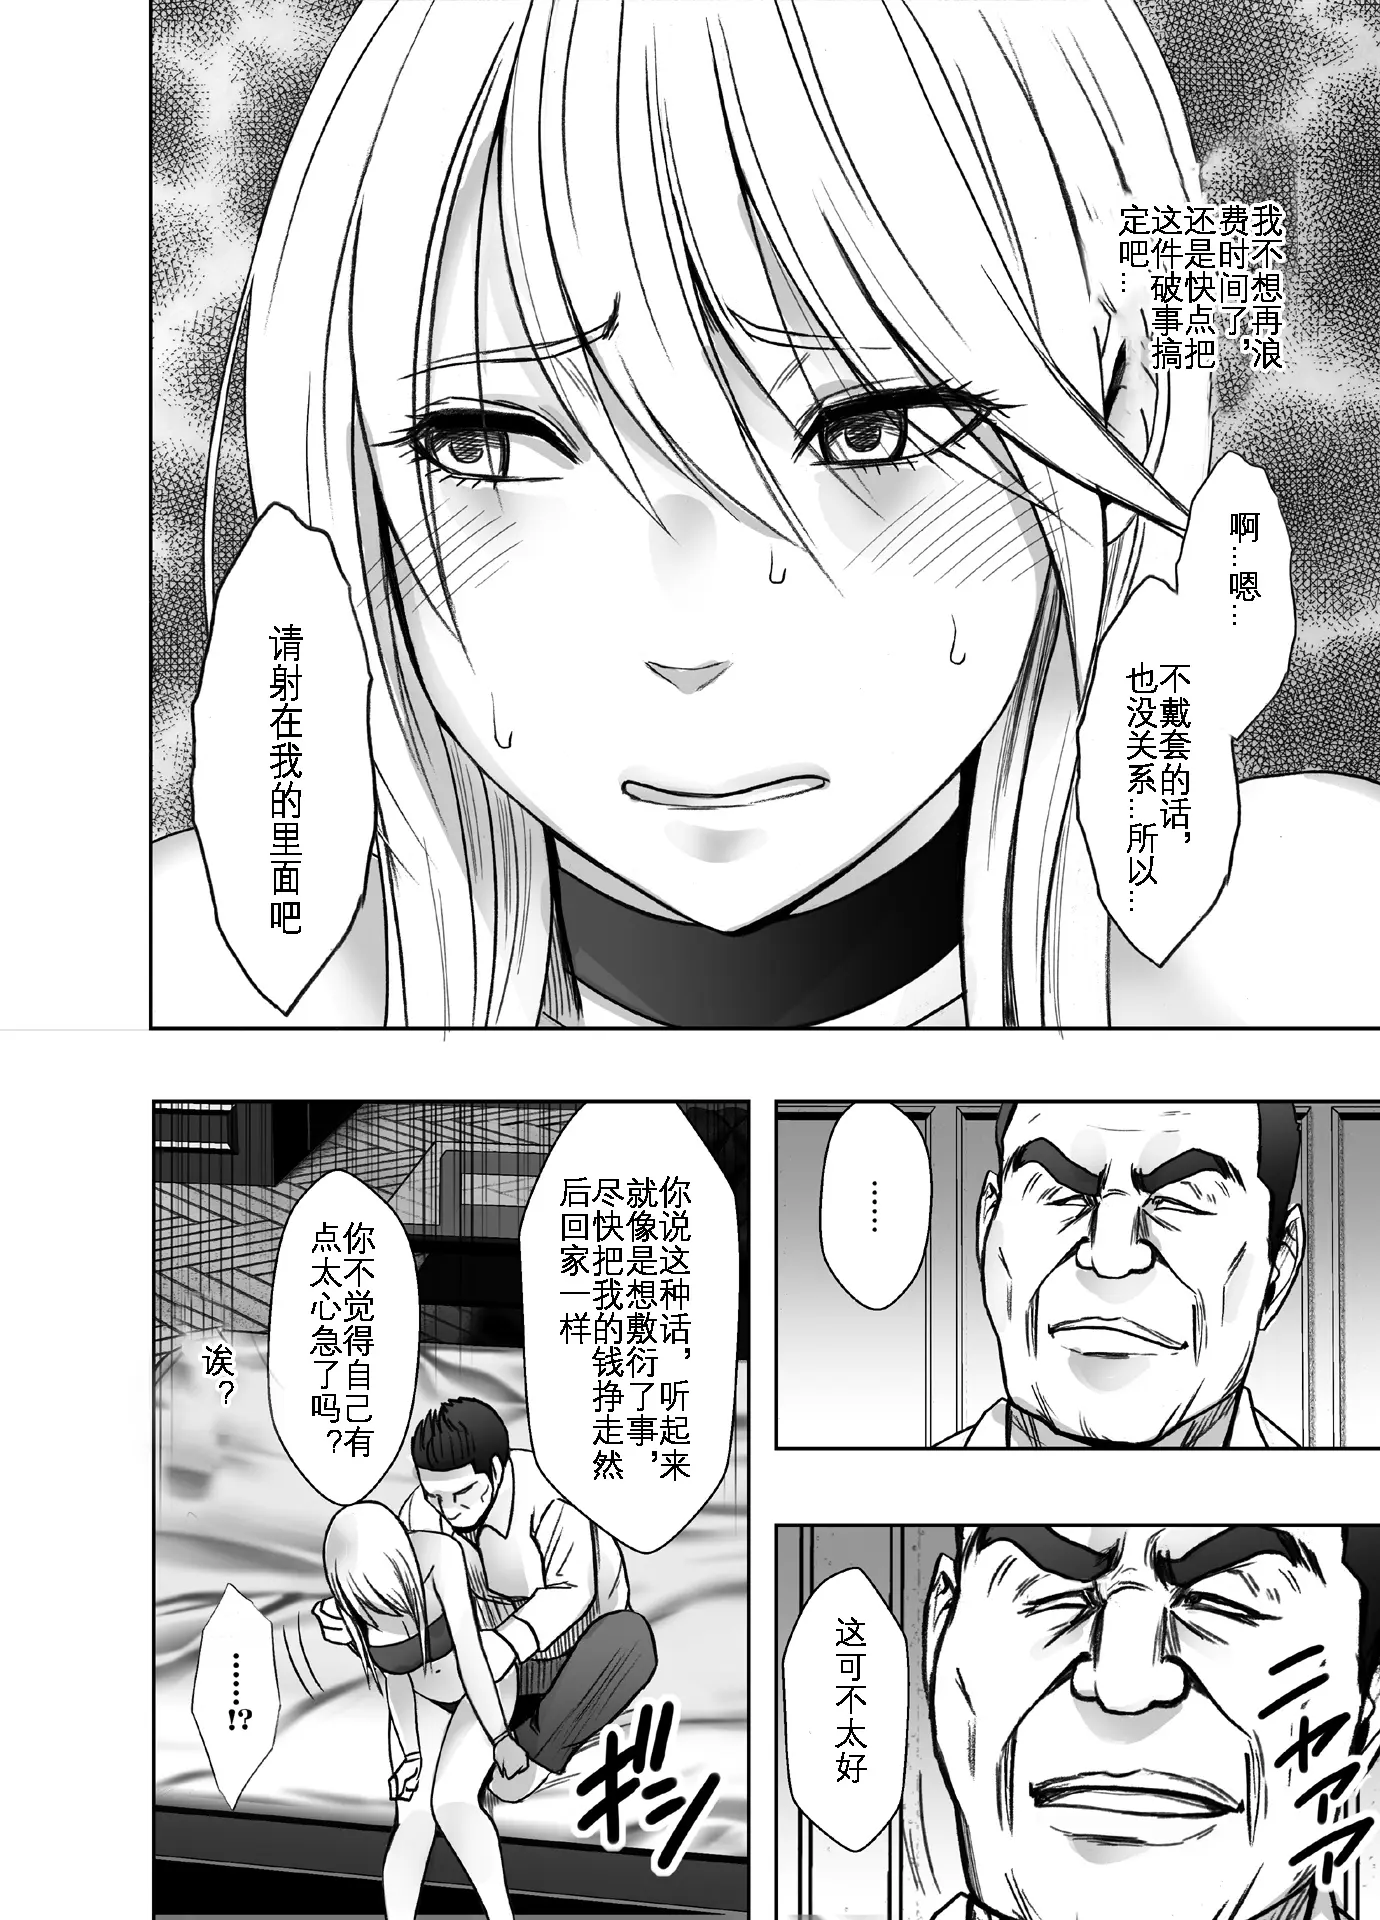 我不想再浪
费时间了,
还是快点把
这件破事搞
定吧…
啊…嗯…
不戴套的话,
也没关系…所以…
请射在我的里面吧
……
这可不太好
ニャアア
你说这种话,听起来
就像是想敷衍了事,
尽快把我的钱挣走然
后回家一样
你不觉得自己有
点太心急了吗?
诶?
……!?
ギシ